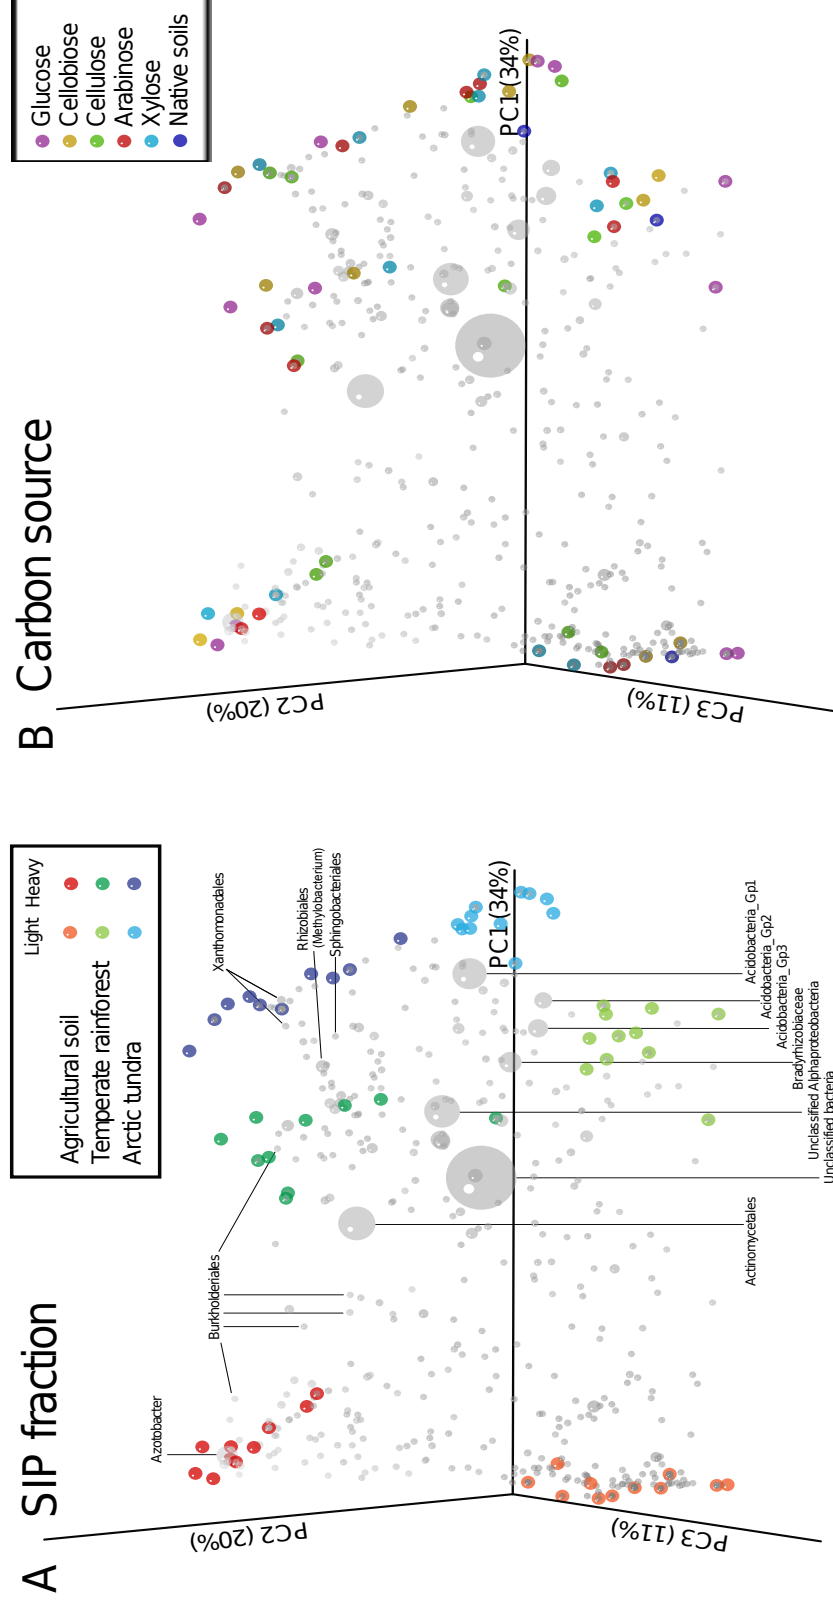 A SIP fraction
Light Heavy
Agricultural soil
Temperate rainforest
Arctic tundra
PC2 (20%)
PC1 (34%)
PC3 (11%)
Azotobacter
Burkholderiales
Xanthomonadales
Rhizobiales
(Methylobacterium)
Sphingobacteriales
Actinomycetales
Unclassified bacteria
Unclassified Alphaproteobacteria
Bradyrhizobiaceae
Acidobacteria_Gp3
Acidobacteria_Gp2
Acidobacteria_Gp1
B Carbon source
Glucose
Cellobiose
Cellulose
Arabinose
Xylose
Native soils
PC2 (20%)
PC1 (34%)
PC3 (11%)